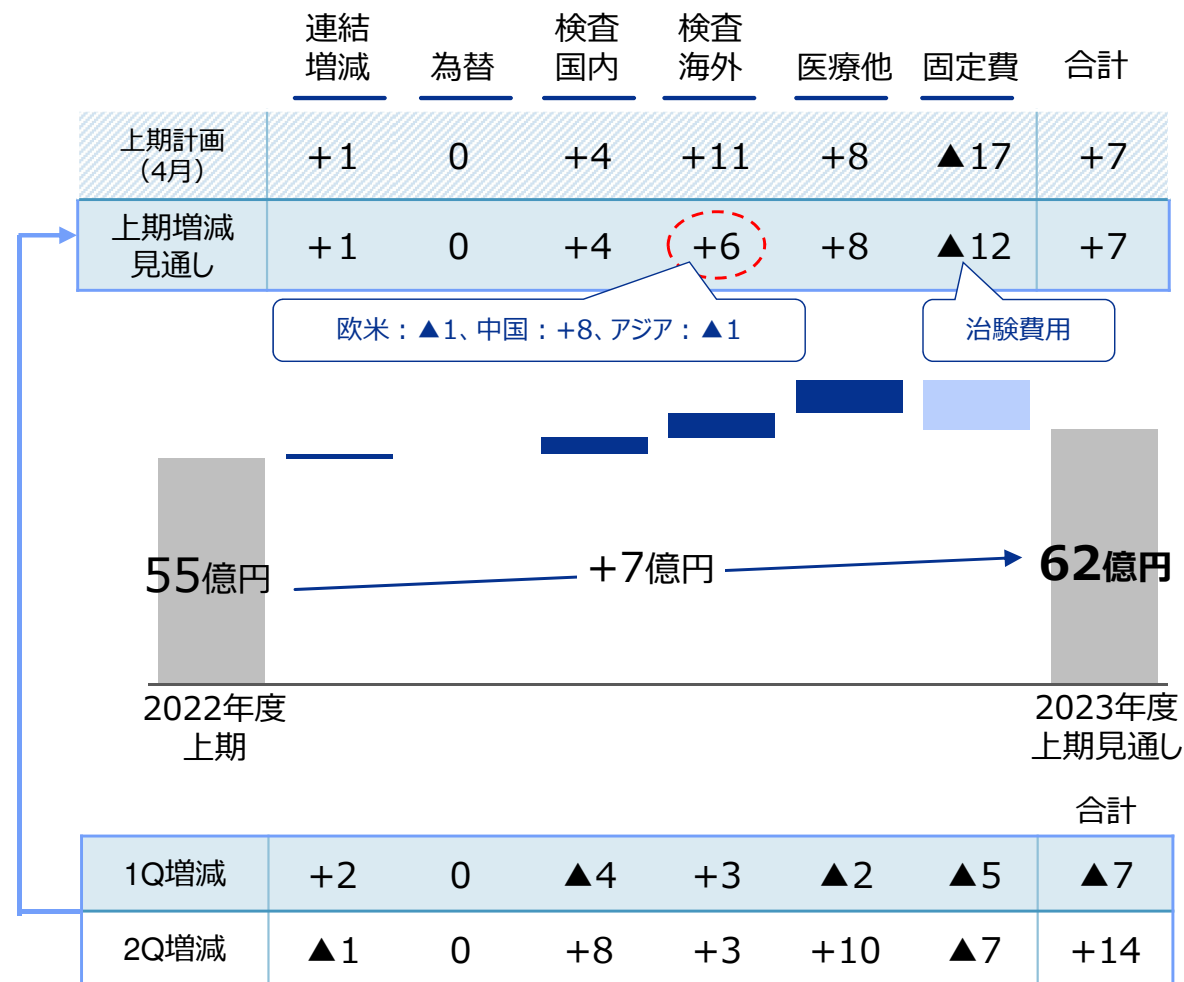 連結
増減
為替
検査
国内
検査
海外
医療他
固定費
合計
上期計画
（4月）
+1
0
+4
+11
+8
▲17
+7
上期増減
見通し
+1
0
+4
+6
+8
▲12
+7
欧米：▲1、中国：+8、アジア：▲1
治験費用
55億円
+7億円
62億円
2022年度
上期
2023年度
上期見通し
合計
1Q増減
+2
0
▲4
+3
▲2
▲5
▲7
2Q増減
▲1
0
+8
+3
+10
▲7
+14